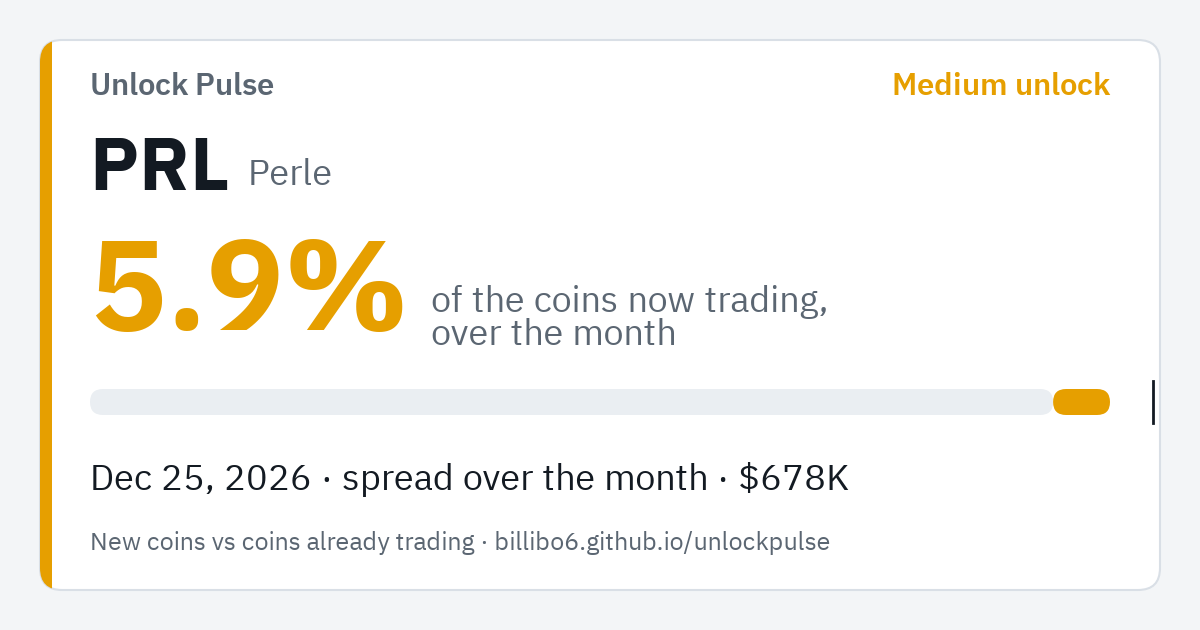 Unlock Pulse
Medium unlock
PRL Perle
5.9% of the coins now trading,
over the month
Dec 25, 2026 · spread over the month · $678K
New coins vs coins already trading · billibo6.github.io/unlockpulse